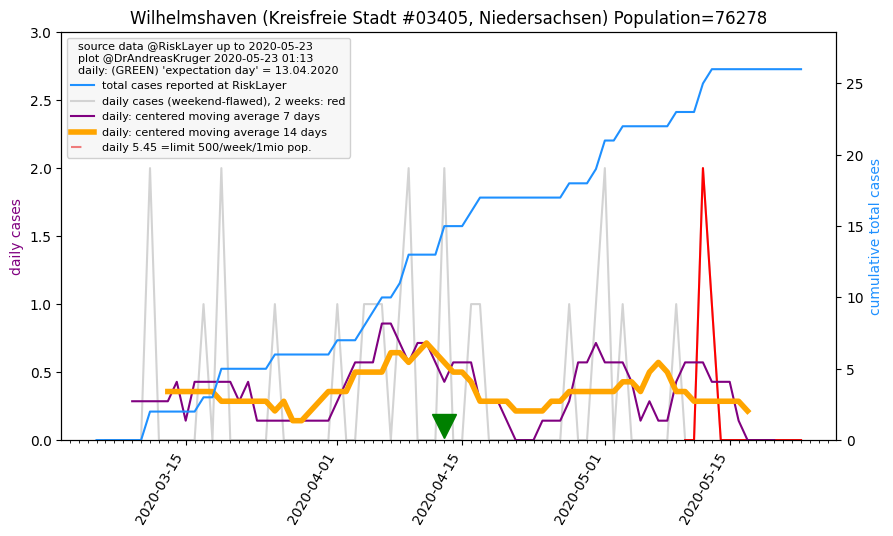 Wilhelmshaven (Kreisfreie Stadt #03405, Niedersachsen) Population=76278
source data @RiskLayer up to 2020-05-23
plot @DrAndreasKruger 2020-05-23 01:13
daily: (GREEN) 'expectation day' = 13.04.2020
total cases reported at RiskLayer
daily cases (weekend-flawed), 2 weeks: red
daily: centered moving average 7 days
daily: centered moving average 14 days
daily 5.45 =limit 500/week/1mio pop.
daily cases
3.0
2.5
2.0
1.5
1.0
0.5
0.0
cumulative total cases
25
20
15
10
5
0
2020-03-15
2020-04-01
2020-04-15
2020-05-01
2020-05-15